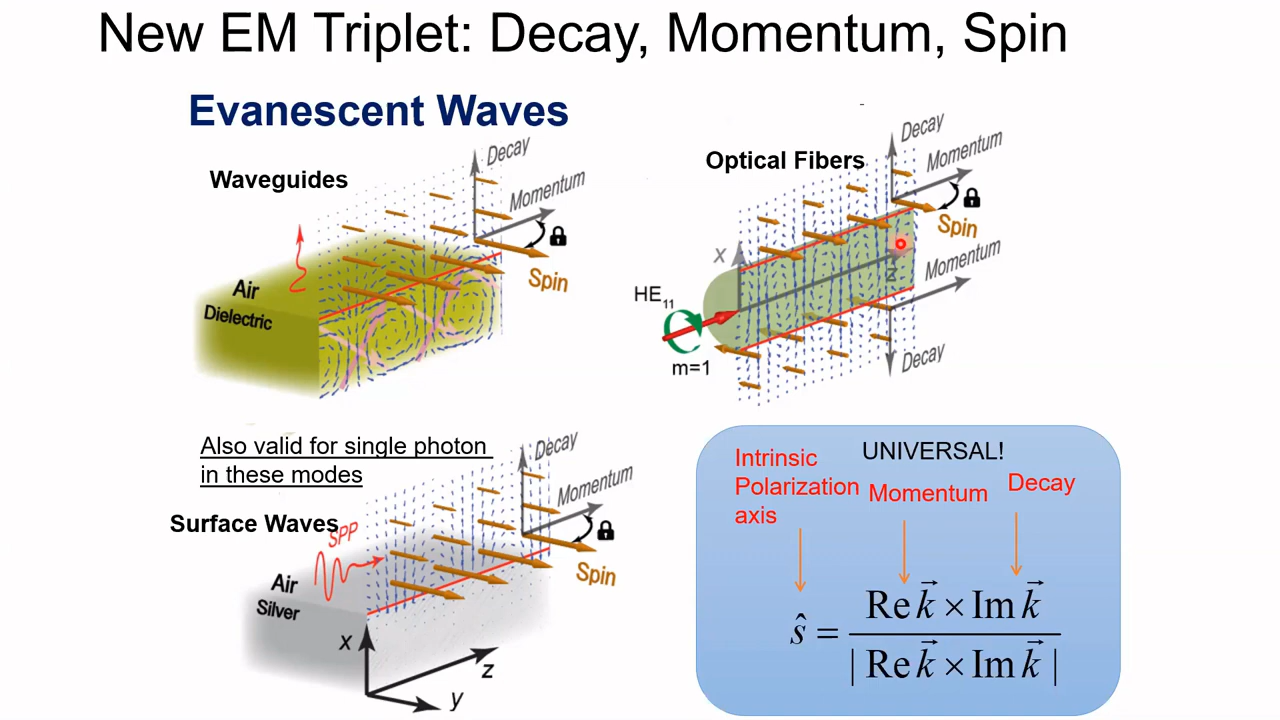 New EM Triplet: Decay, Momentum, Spin
Evanescent Waves
Waveguides
Decay
Momentum
Spin
Air
Dielectric
Optical Fibers
Decay
Momentum
Spin
x
z
Momentum
HE11
m=1
Decay
Also valid for single photon
in these modes
Surface Waves
SPP
Decay
Momentum
Spin
Air
Silver
x
z
y
UNIVERSAL!
Intrinsic
Polarization
axis
Momentum
Decay
ŝ = Re k⃗ × Im k⃗ / | Re k⃗ × Im k⃗ |